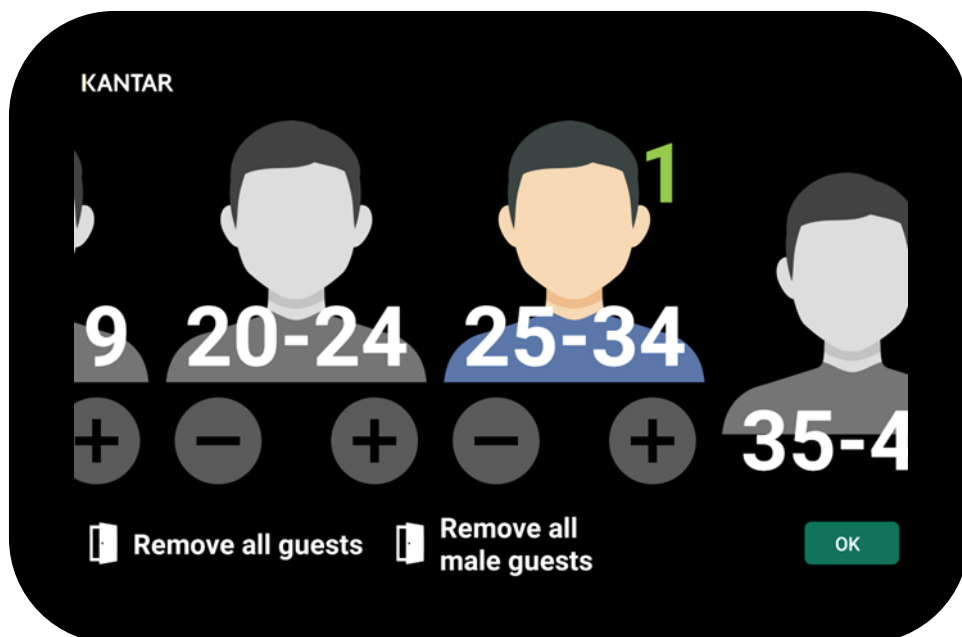 KANTAR
1
9 20-24 25-34
35-4
Remove all guests
Remove all
male guests
OK